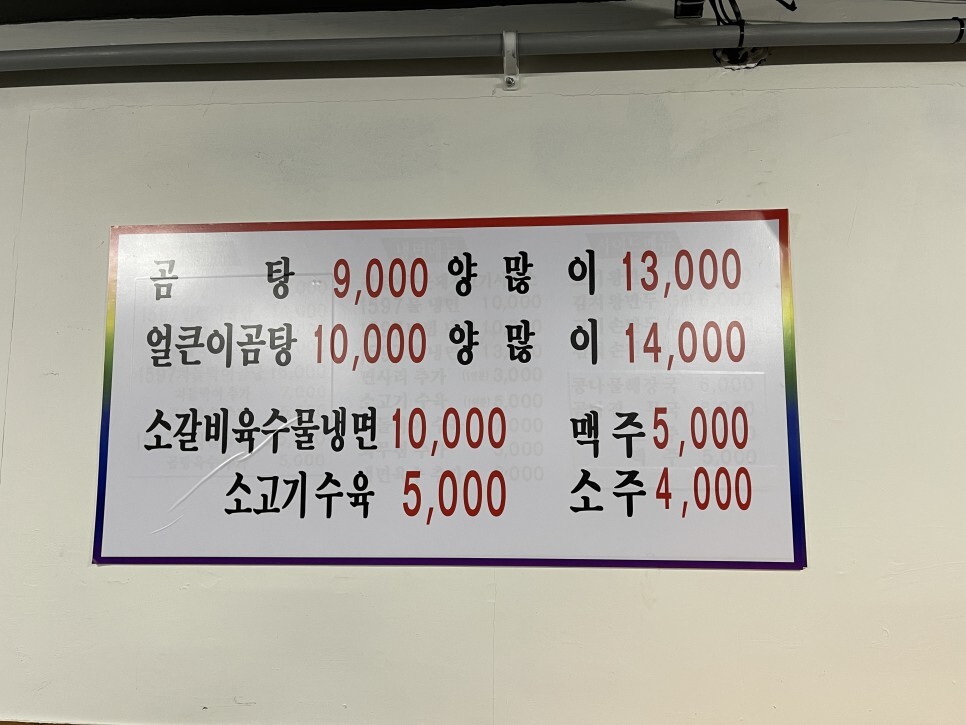 곰 탕 9,000 양 많 이 13,000
얼큰이곰탕 10,000 양 많 이 14,000
소갈비육수물냉면 10,000 맥 주 5,000
소고기수육 5,000 소 주 4,000